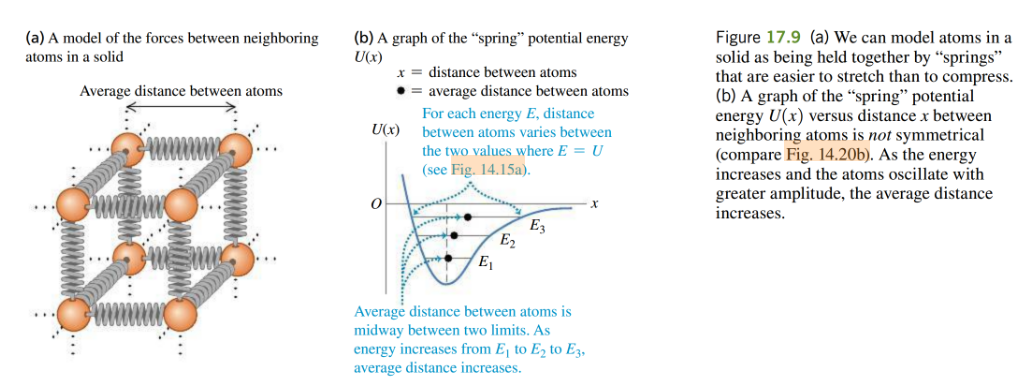 (a) A model of the forces between neighboring
atoms in a solid
Average distance between atoms
(b) A graph of the “spring” potential energy
U(x)
x = distance between atoms
● = average distance between atoms
For each energy E, distance
between atoms varies between
the two values where E = U
(see Fig. 14.15a).
U(x)
O
x
E₃
E₂
E₁
Average distance between atoms is
midway between two limits. As
energy increases from E₁ to E₂ to E₃,
average distance increases.
Figure 17.9 (a) We can model atoms in a
solid as being held together by “springs”
that are easier to stretch than to compress.
(b) A graph of the “spring” potential
energy U(x) versus distance x between
neighboring atoms is not symmetrical
(compare Fig. 14.20b). As the energy
increases and the atoms oscillate with
greater amplitude, the average distance
increases.